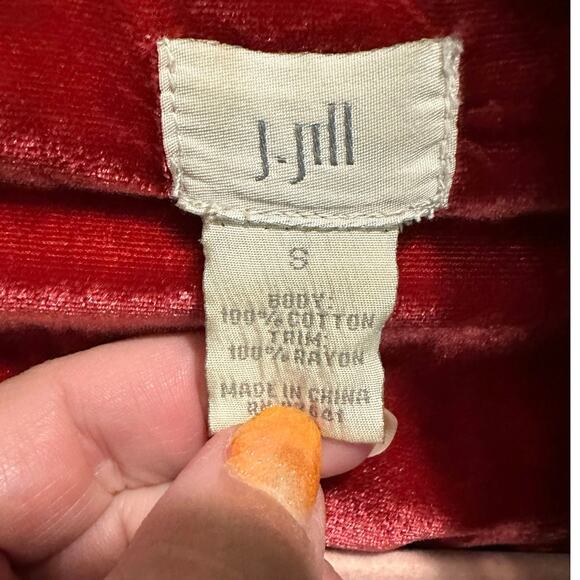 J.Jill
S
BODY:
100% COTTON
TRIM:
100% RAYON
MADE IN CHINA